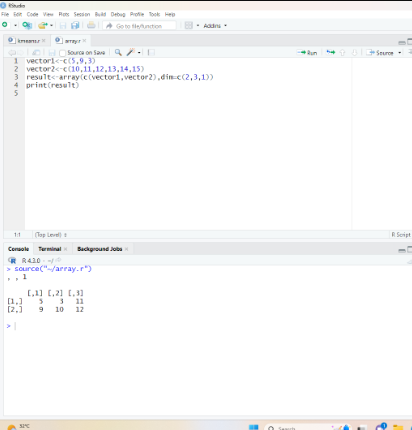 RStudio
File Edit Code View Plots Session Build Debug Profile Tools Help
Go to file/function Addins
kmeans.r × array.r ×
Source on Save Run Source
1 vector1<-c(5,9,3)
2 vector2<-c(10,11,12,13,14,15)
3 result<-array(c(vector1,vector2),dim=c(2,3,1))
4 print(result)
5
1:1 (Top Level) R Script
Console Terminal × Background Jobs ×
R 4.3.0 · ~/
> source("~/array.r")
, , 1
[,1] [,2] [,3]
[1,] 5 3 11
[2,] 9 10 12
>
32°C
Search